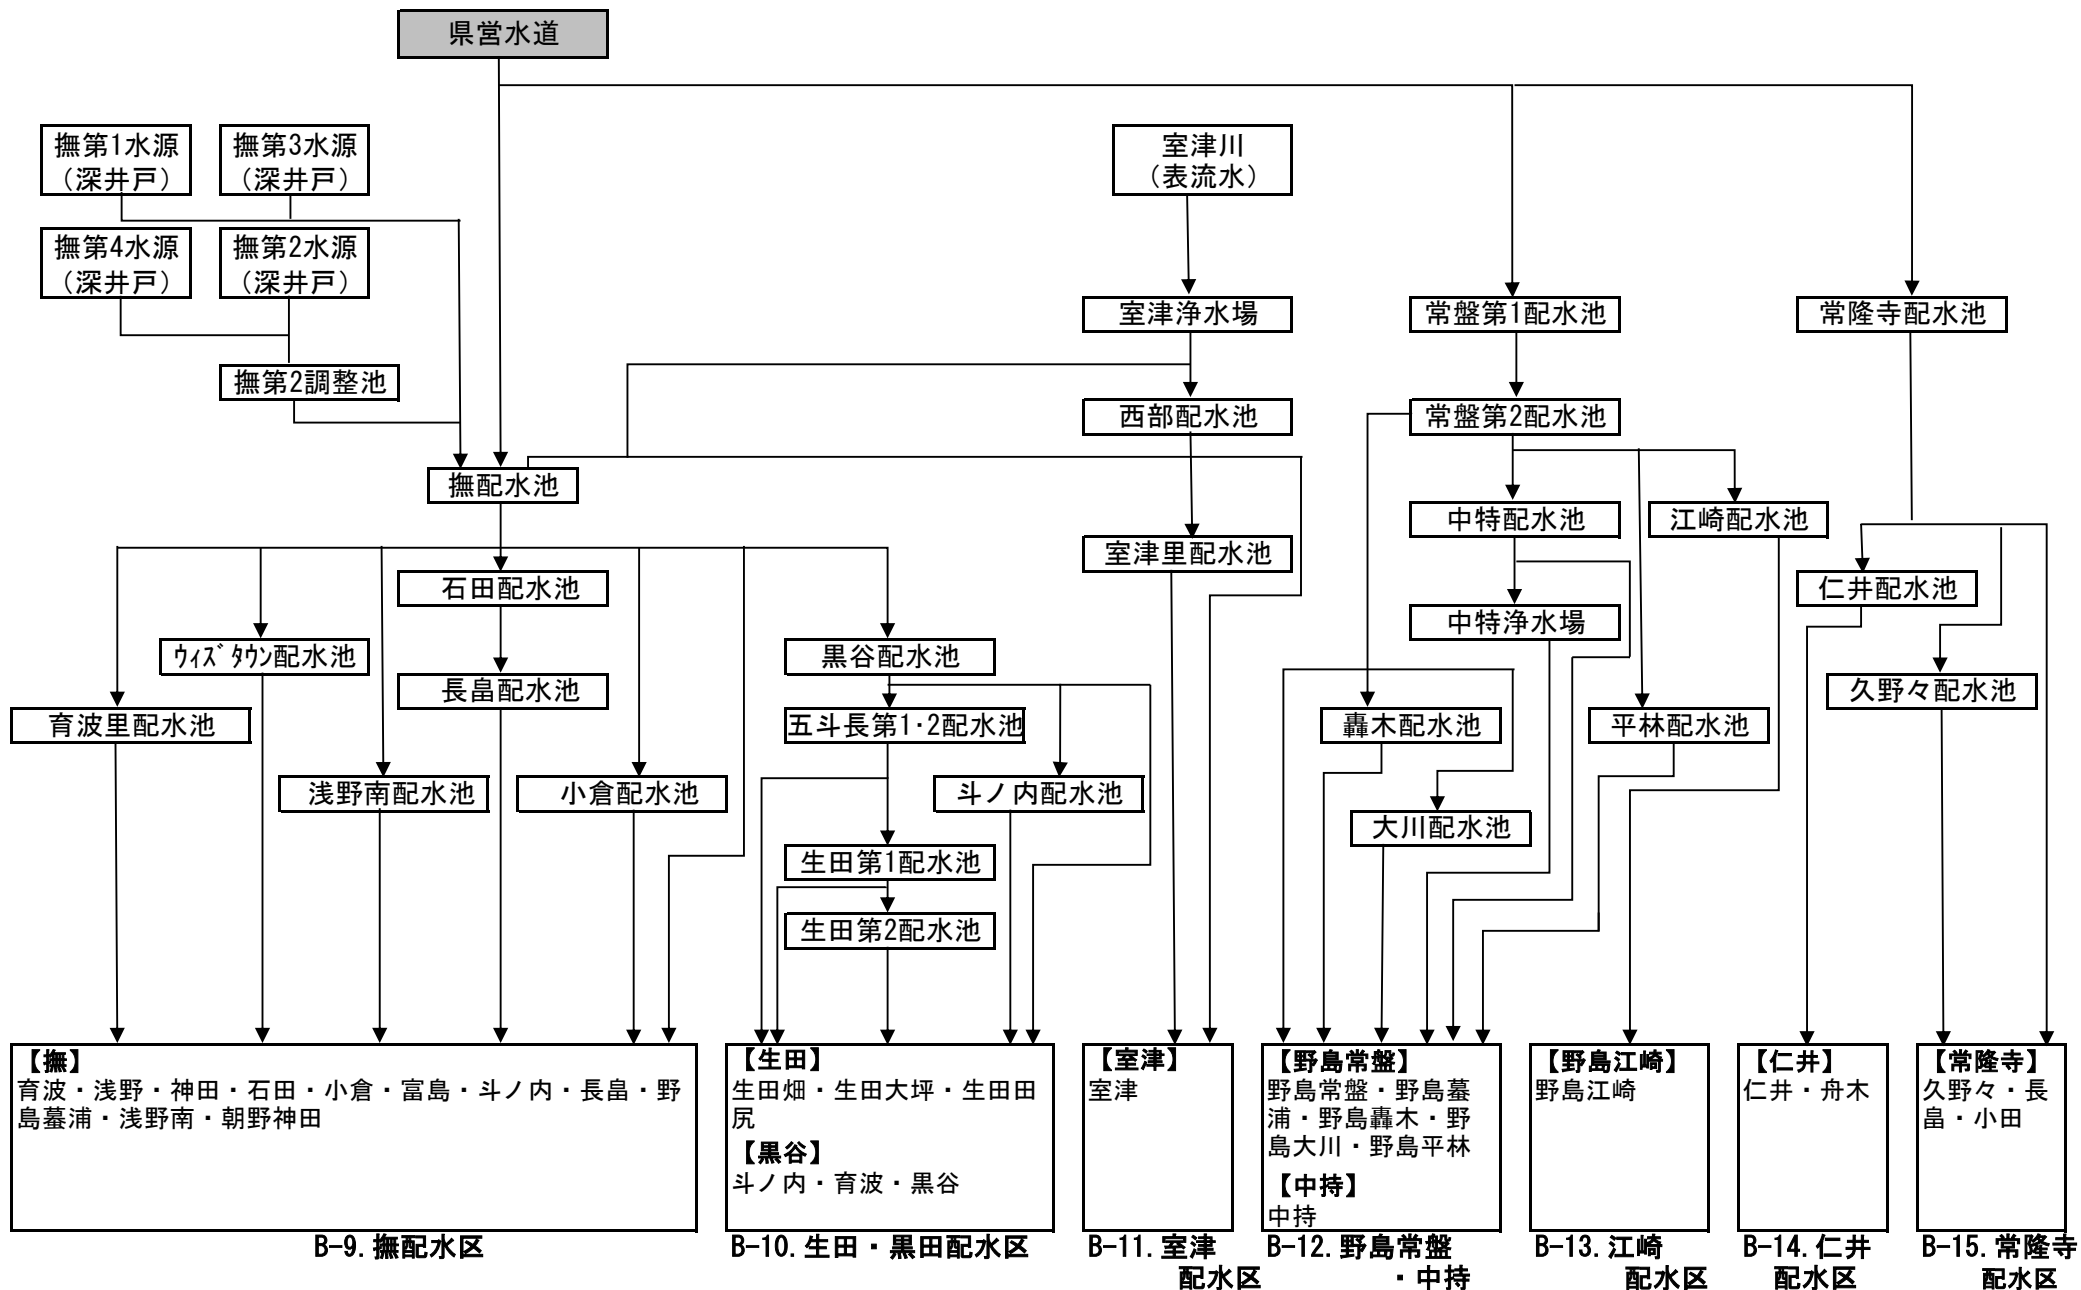 県営水道
撫第1水源
（深井戸）
撫第3水源
（深井戸）
室津川
（表流水）
撫第4水源
（深井戸）
撫第2水源
（深井戸）
室津浄水場
常盤第1配水池
常隆寺配水池
撫第2調整池
西部配水池
常盤第2配水池
撫配水池
中特配水池
江崎配水池
室津里配水池
石田配水池
仁井配水池
中特浄水場
ｳｨｽﾞﾀｳﾝ配水池
黒谷配水池
長畠配水池
久野々配水池
育波里配水池
五斗長第1･2配水池
轟木配水池
平林配水池
浅野南配水池
小倉配水池
斗ノ内配水池
大川配水池
生田第1配水池
生田第2配水池
【撫】
育波・浅野・神田・石田・小倉・富島・斗ノ内・長畠・野
島蟇浦・浅野南・朝野神田
B-9.撫配水区
【生田】
生田畑・生田大坪・生田田
尻
【黒谷】
斗ノ内・育波・黒谷
B-10.生田・黒田配水区
【室津】
室津
B-11.室津
配水区
【野島常盤】
野島常盤・野島蟇
浦・野島轟木・野
島大川・野島平林
【中持】
中持
B-12.野島常盤
・中持
【野島江崎】
野島江崎
B-13.江崎
配水区
【仁井】
仁井・舟木
B-14.仁井
配水区
【常隆寺】
久野々・長
畠・小田
B-15.常隆寺
配水区